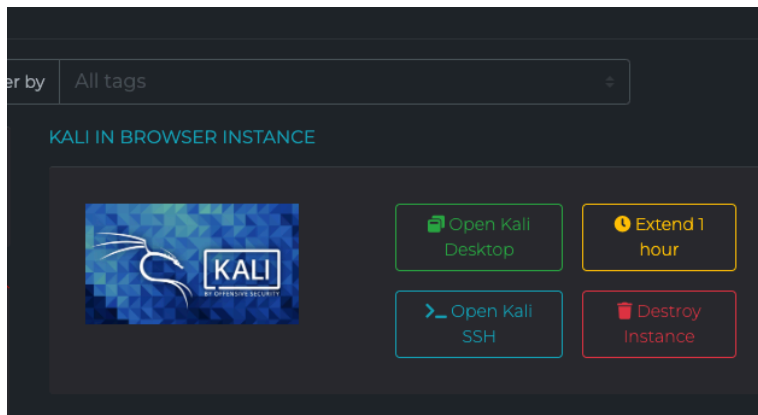 er by
All tags
KALI IN BROWSER INSTANCE
KALI
BY OFFENSIVE SECURITY
Open Kali
Desktop
Extend 1
hour
Open Kali
SSH
Destroy
Instance